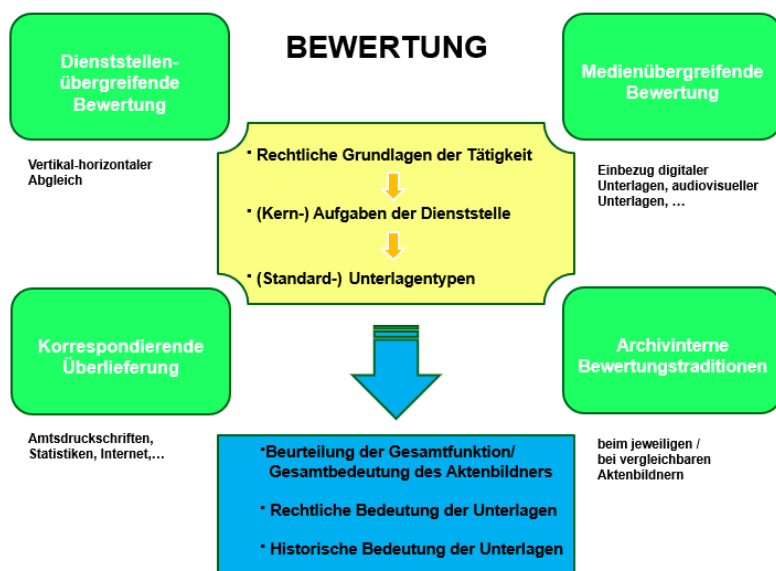 BEWERTUNG
Dienststellen-
übergreifende
Bewertung
Vertikal-horizontaler
Abgleich
Medienübergreifende
Bewertung
Einbezug digitaler
Unterlagen, audiovisueller
Unterlagen, …
· Rechtliche Grundlagen der Tätigkeit
· (Kern-) Aufgaben der Dienststelle
· (Standard-) Unterlagentypen
Korrespondierende
Überlieferung
Amtsdruckschriften,
Statistiken, Internet,…
Archivinterne
Bewertungstraditionen
beim jeweiligen /
bei vergleichbaren
Aktenbildnern
·Beurteilung der Gesamtfunktion/
Gesamtbedeutung des Aktenbildners
· Rechtliche Bedeutung der Unterlagen
· Historische Bedeutung der Unterlagen